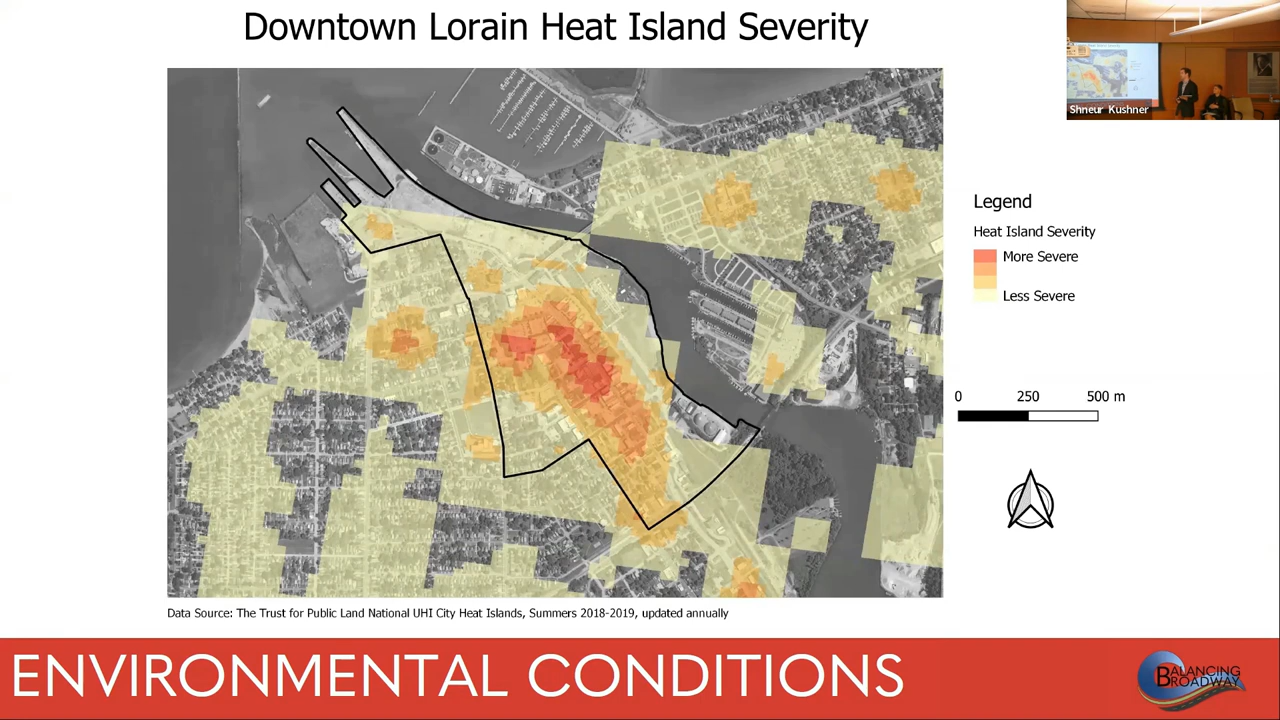 Downtown Lorain Heat Island Severity
Shneur Kushner
Legend
Heat Island Severity
More Severe
Less Severe
0 250 500 m
Data Source: The Trust for Public Land National UHI City Heat Islands, Summers 2018-2019, updated annually
ENVIRONMENTAL CONDITIONS
BALANCING
BROADWAY